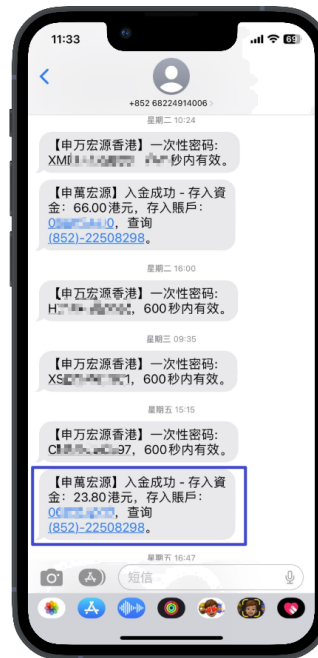 11:33
69
+852 68224914006
星期二 10:24
【申万宏源香港】一次性密码:
秒内有效。
【申萬宏源】入金成功 - 存入資
金: 66.00港元, 存入賬戶:
0, 查询
(852)-22508298。
星期二 16:00
【申万宏源香港】一次性密码:
600秒内有效。
星期三 09:35
【申万宏源香港】一次性密码:
1, 600秒内有效。
星期五 15:15
【申万宏源香港】一次性密码:
97, 600秒内有效。
【申萬宏源】入金成功 - 存入資
金: 23.80港元, 存入賬戶:
查询
(852)-22508298。
星期五 16:47
短信